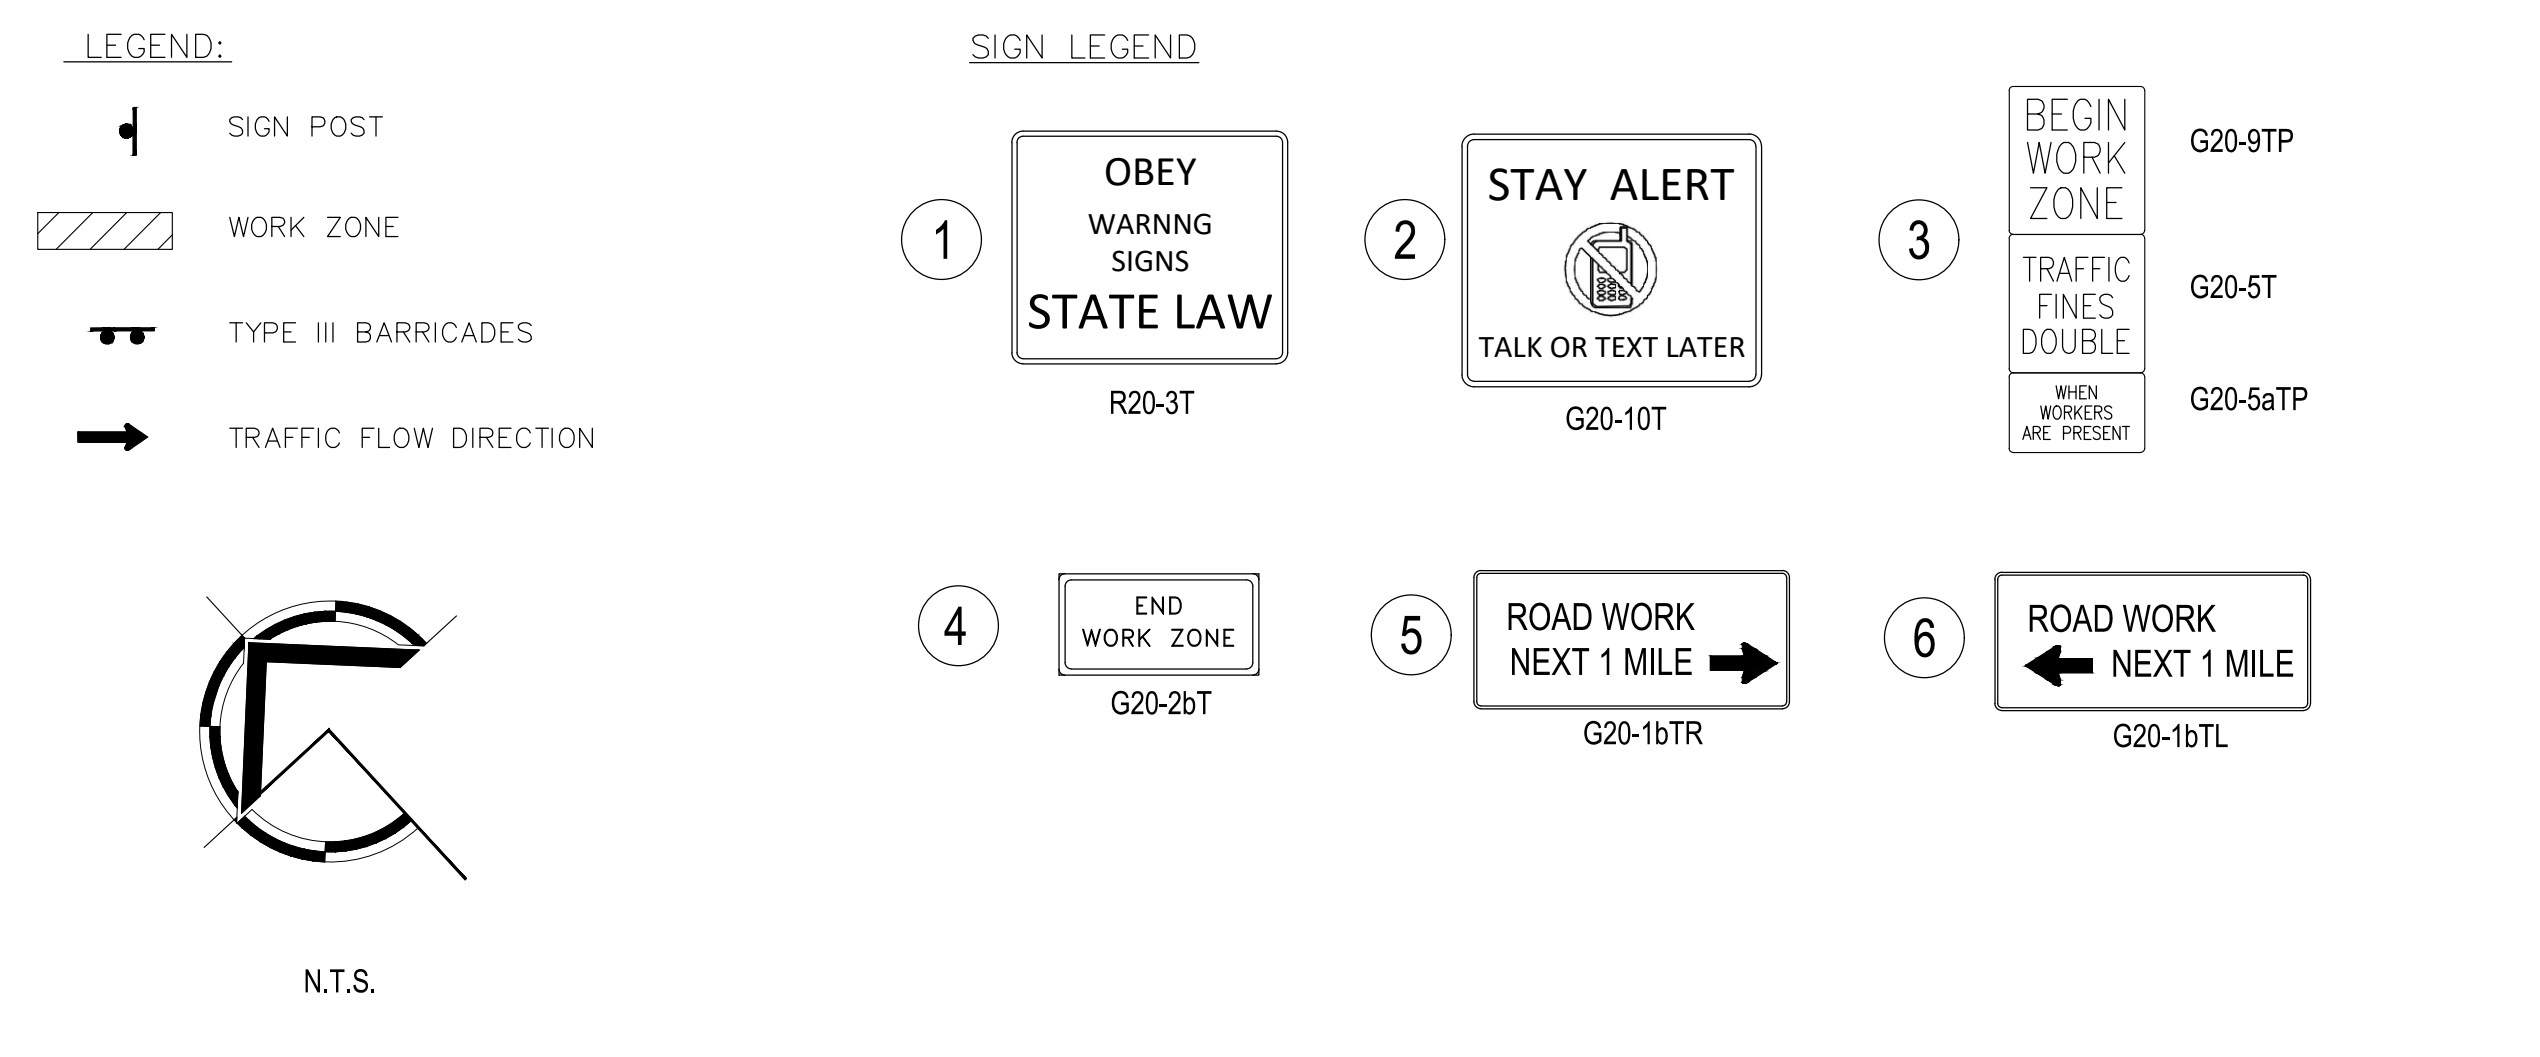 LEGEND:
SIGN POST
WORK ZONE
TYPE III BARRICADES
TRAFFIC FLOW DIRECTION
N.T.S.
SIGN LEGEND
1
OBEY
WARNNG
SIGNS
STATE LAW
R20-3T
2
STAY ALERT
TALK OR TEXT LATER
G20-10T
3
BEGIN
WORK
ZONE
G20-9TP
TRAFFIC
FINES
DOUBLE
G20-5T
WHEN
WORKERS
ARE PRESENT
G20-5aTP
4
END
WORK ZONE
G20-2bT
5
ROAD WORK
NEXT 1 MILE
G20-1bTR
6
ROAD WORK
NEXT 1 MILE
G20-1bTL